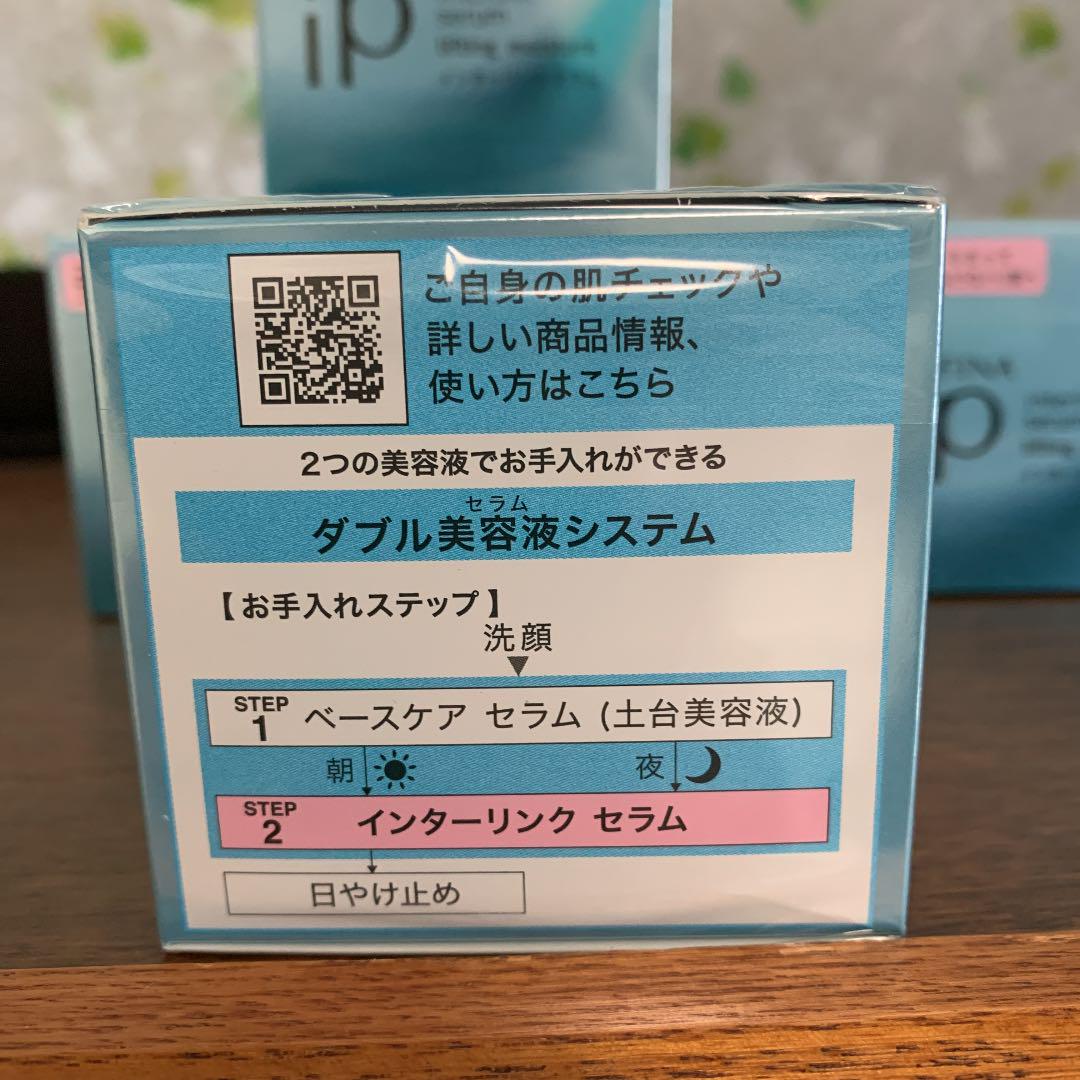 ip
serum
lifting moisture
ご自身の肌チェックや
詳しい商品情報、
使い方はこちら
2つの美容液でお手入れができる
セラム
ダブル美容液システム
【お手入れステップ】
洗顔
STEP
1
ベースケア セラム (土台美容液)
朝
夜
STEP
2
インターリンク セラム
日やけ止め
p